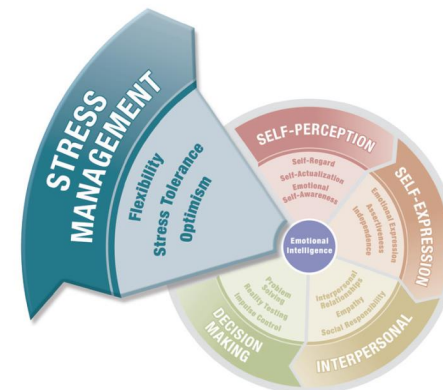 STRESS
MANAGEMENT
Flexibility
Stress Tolerance
Optimism
SELF-PERCEPTION
Self-Regard
Self-Actualization
Emotional
Self-Awareness
SELF-EXPRESSION
Emotional Expression
Assertiveness
Independence
Emotional
Intelligence
INTERPERSONAL
Interpersonal
Relationships
Empathy
Social Responsibility
DECISION
MAKING
Problem
Solving
Reality Testing
Impulse Control